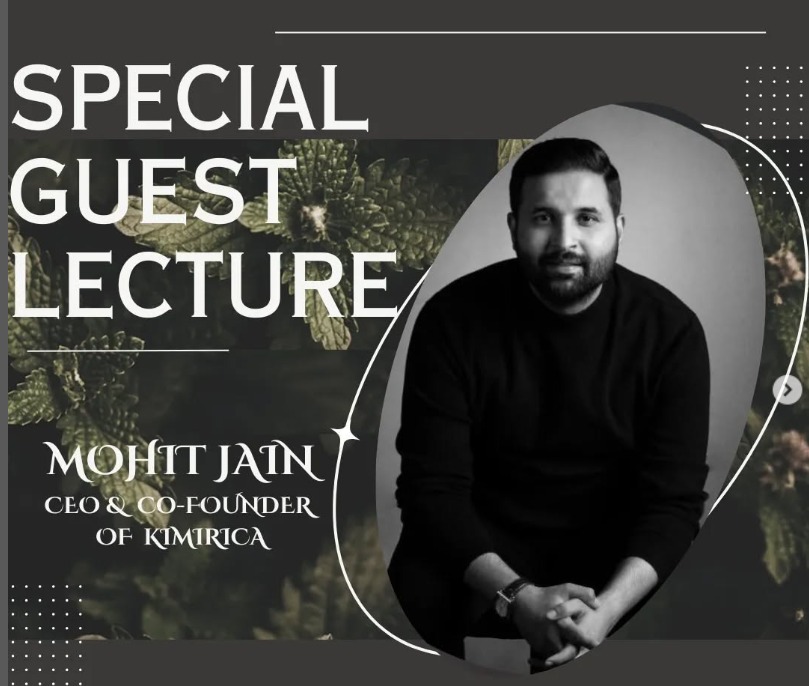 SPECIAL
GUEST
LECTURE
MOHIT JAIN
CEO & CO-FOUNDER
OF KIMIRICA